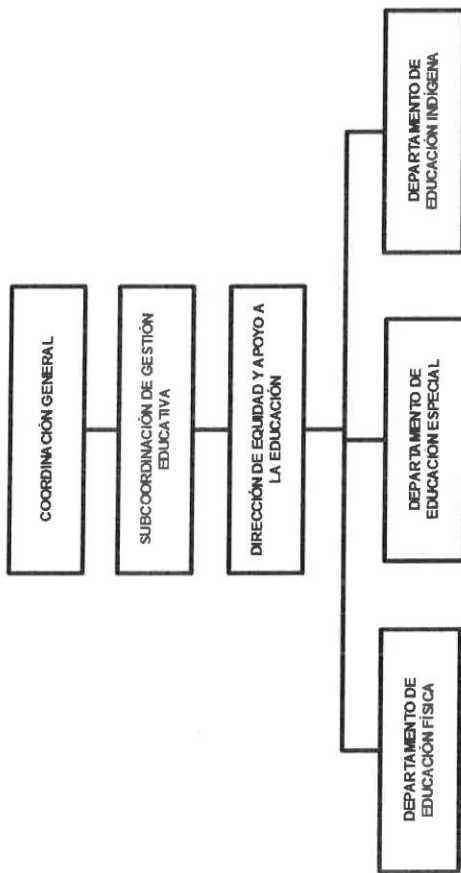 COORDINACIÓN GENERAL
SUBCOORDINACIÓN DE GESTIÓN
EDUCATIVA
DIRECCIÓN DE EQUIDAD Y APOYO A
LA EDUCACIÓN
DEPARTAMENTO DE
EDUCACIÓN FÍSICA
DEPARTAMENTO DE
EDUCACION ESPECIAL
DEPARTAMENTO DE
EDUCACIÓN INDÍGENA